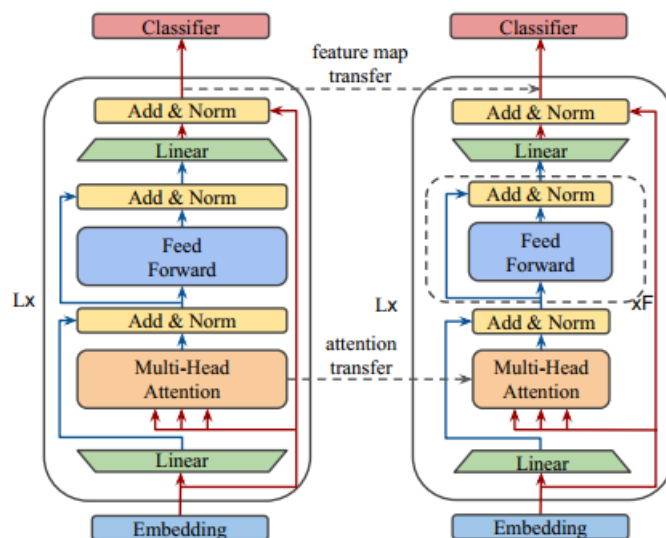 Classifier
Add & Norm
Linear
Add & Norm
Feed
Forward
Lx
Add & Norm
Multi-Head
Attention
Linear
Embedding
feature map
transfer
attention
transfer
Classifier
Add & Norm
Linear
Add & Norm
Feed
Forward
Lx
xF
Add & Norm
Multi-Head
Attention
Linear
Embedding